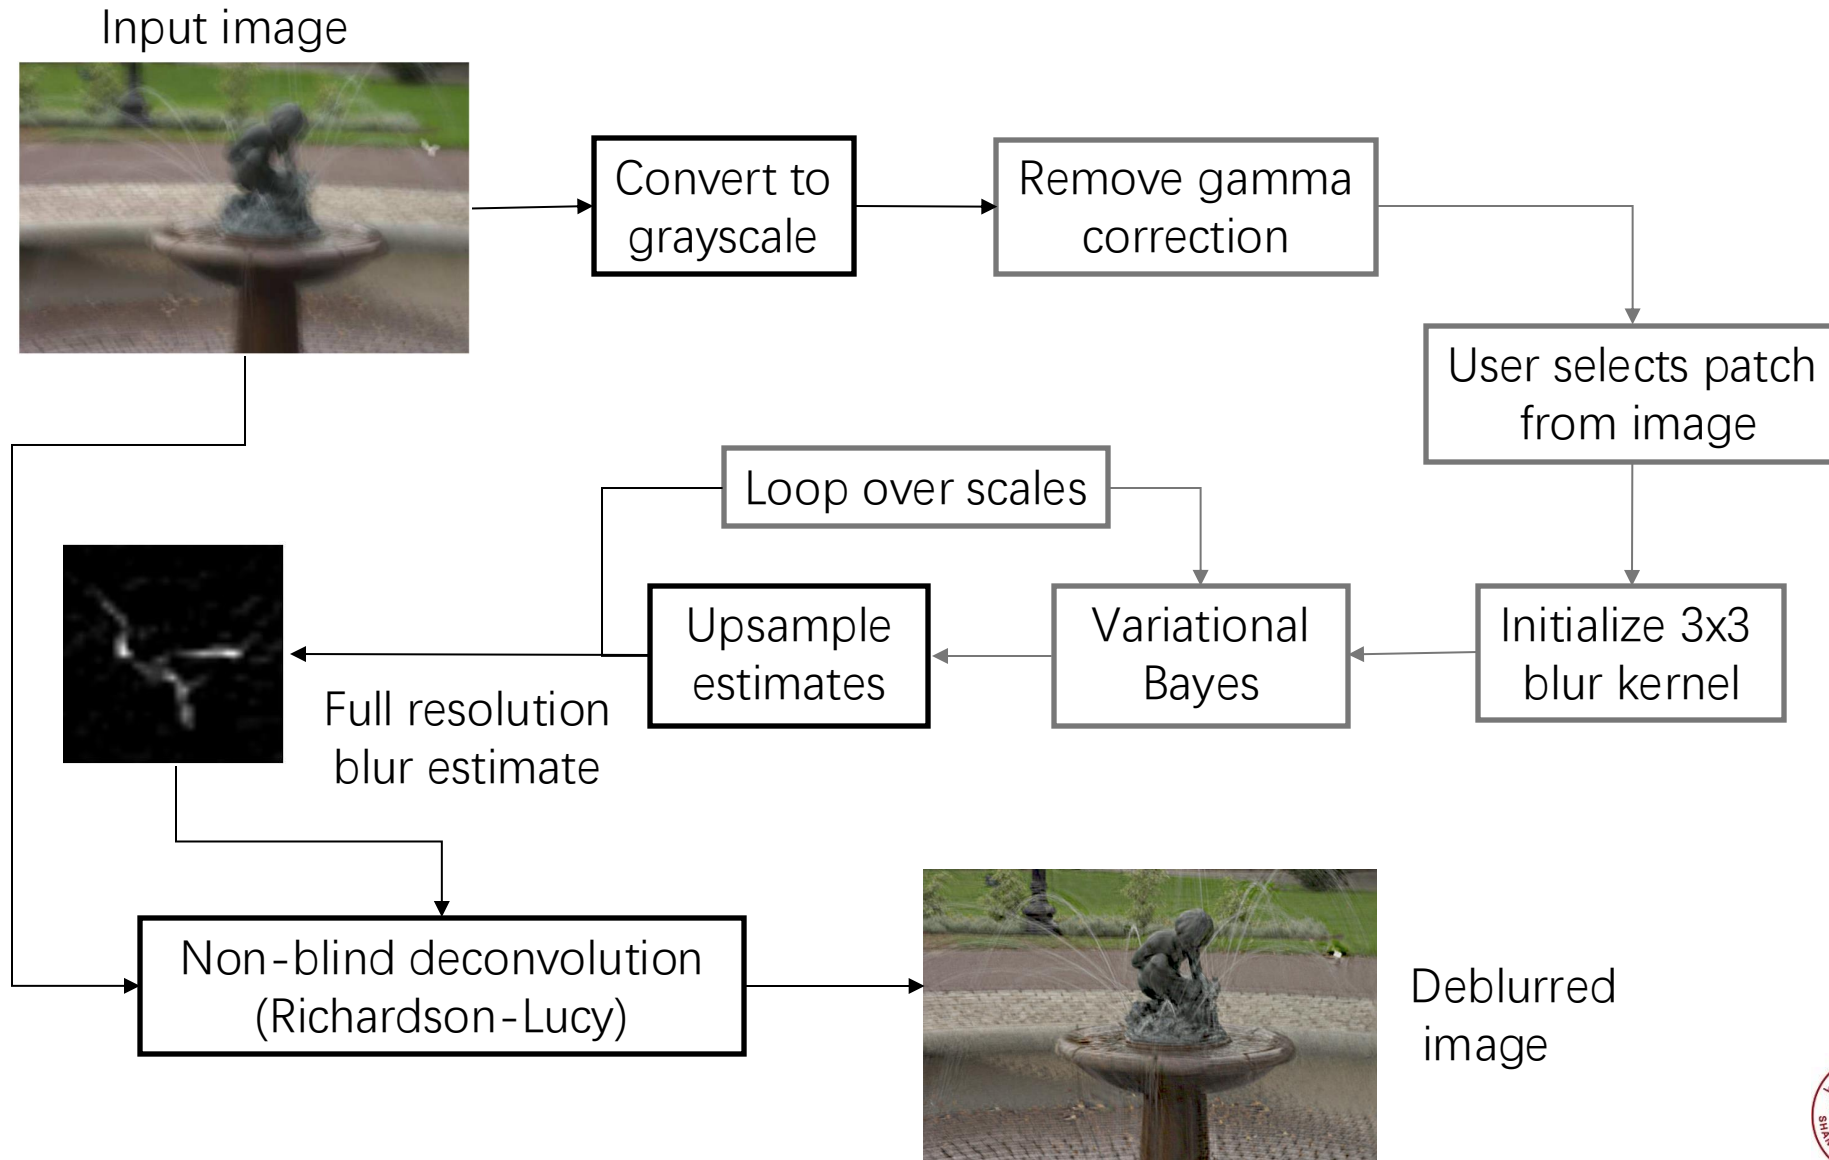 Input image
Convert to
grayscale
Remove gamma
correction
User selects patch
from image
Loop over scales
Upsample
estimates
Variational
Bayes
Initialize 3x3
blur kernel
Full resolution
blur estimate
Non-blind deconvolution
(Richardson-Lucy)
Deblurred
image